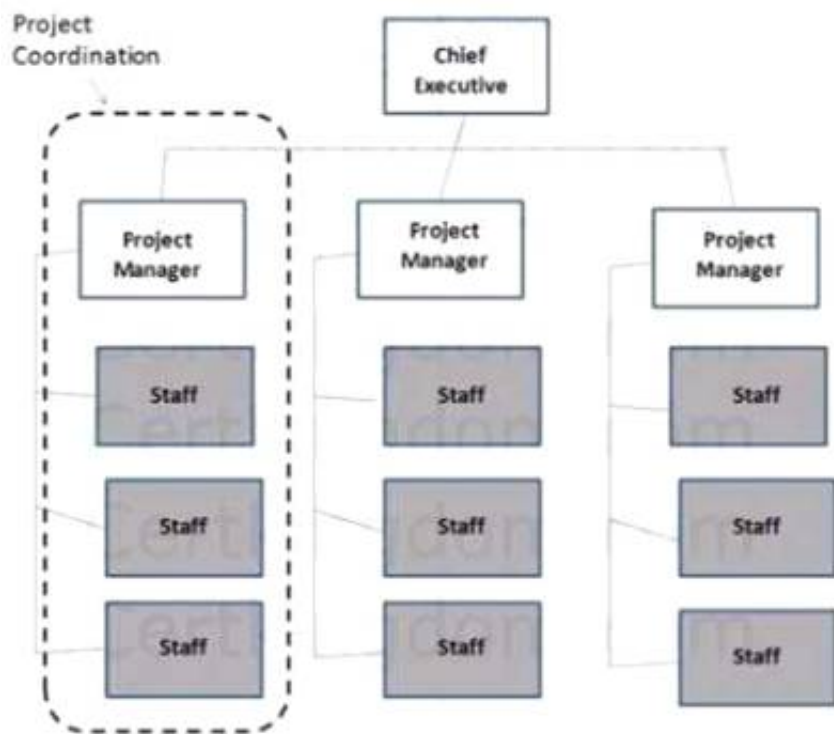 Project
Coordination
Chief
Executive
Project
Manager
Project
Manager
Project
Manager
Staff
Staff
Staff
Staff
Staff
Staff
Staff
Staff
Staff